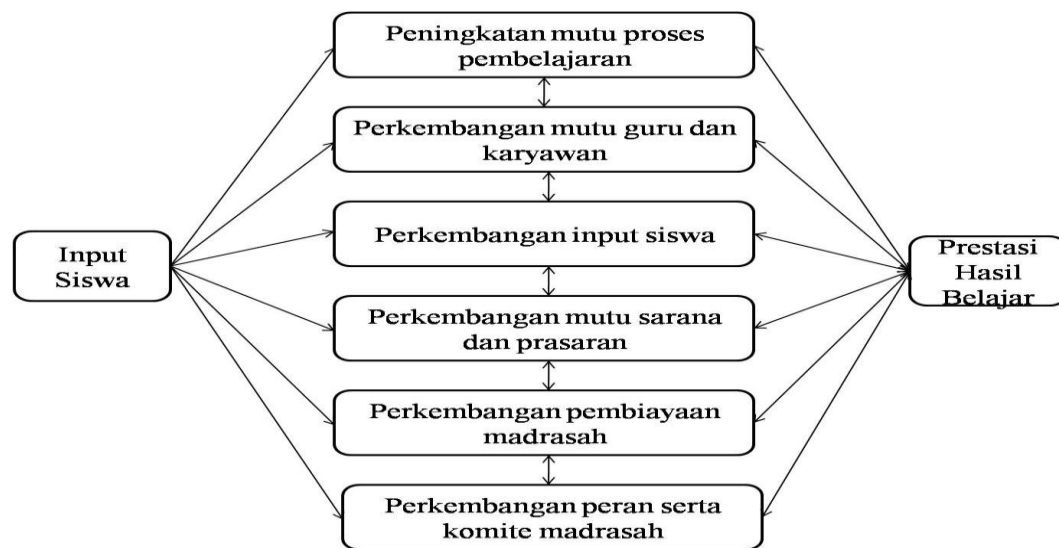 Peningkatan mutu proses
pembelajaran
Perkembangan mutu guru dan
karyawan
Perkembangan input siswa
Input
Siswa
Prestasi
Hasil
Belajar
Perkembangan mutu sarana
dan prasaran
Perkembangan pembiayaan
madrasah
Perkembangan peran serta
komite madrasah